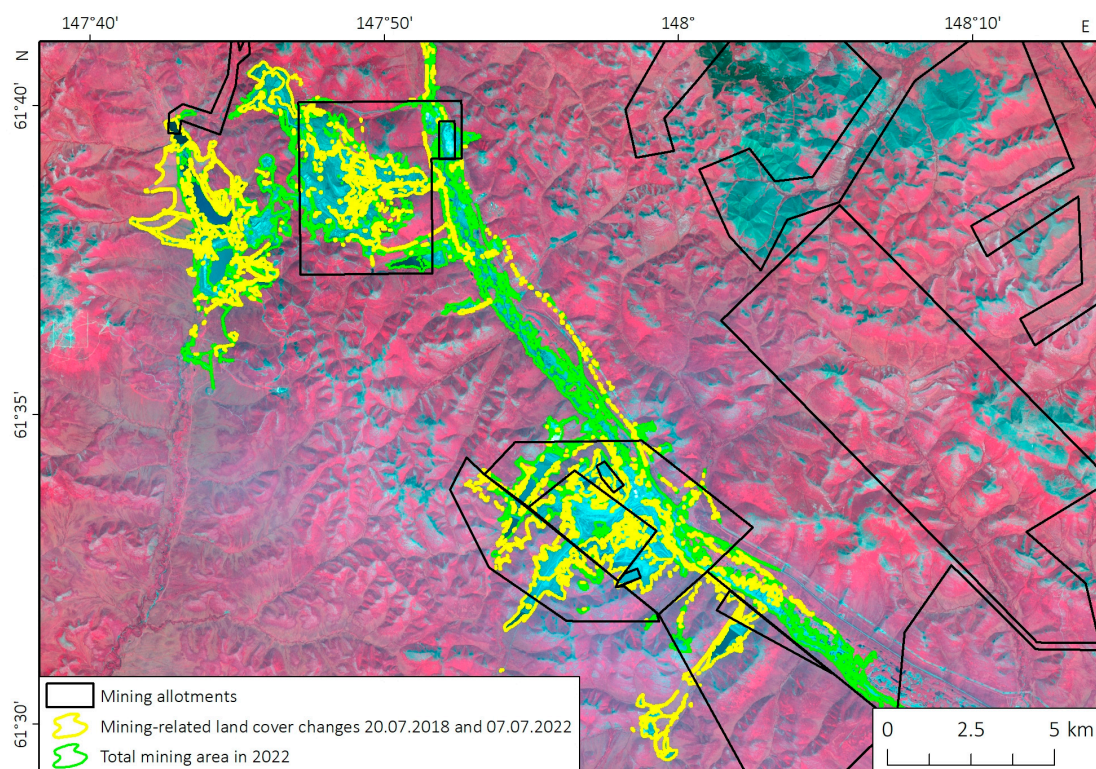 147°40' 147°50' 148° 148°10' E
N
61°40'
61°35'
61°30'
Mining allotments
Mining-related land cover changes 20.07.2018 and 07.07.2022
Total mining area in 2022
0 2.5 5 km